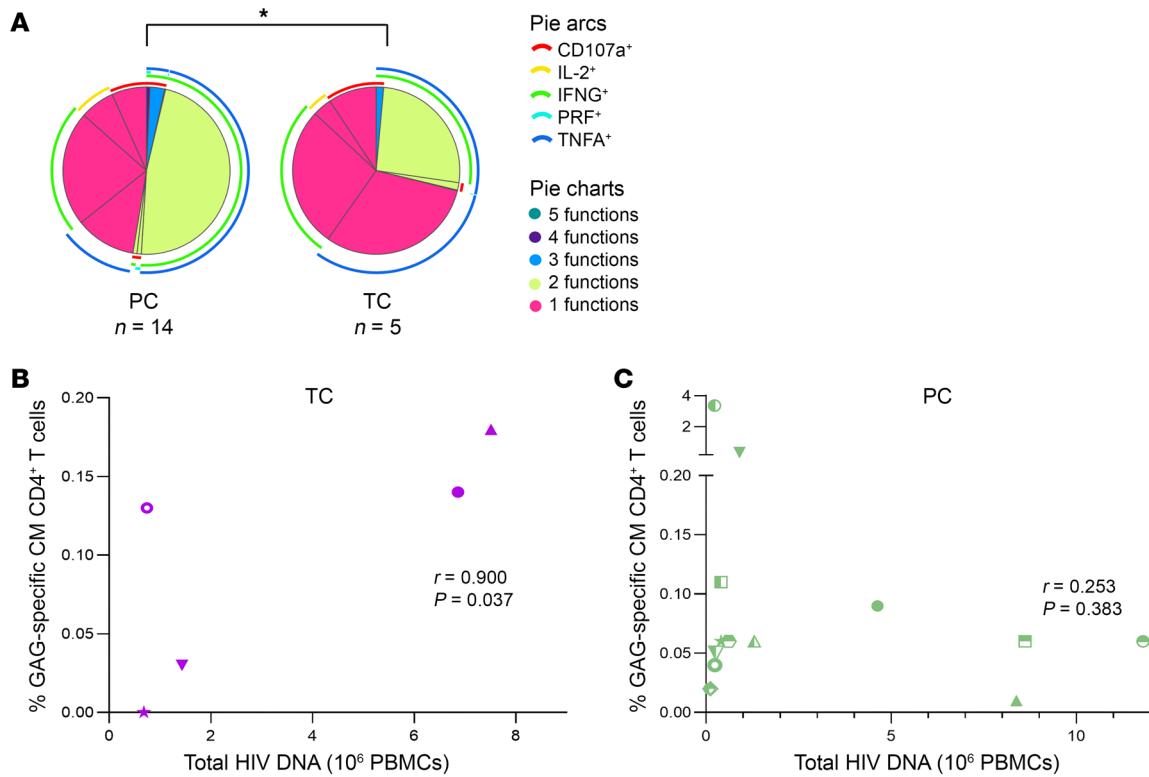 A
*
PC
n = 14
TC
n = 5
Pie arcs
CD107a⁺
IL-2⁺
IFNG⁺
PRF⁺
TNFA⁺
Pie charts
5 functions
4 functions
3 functions
2 functions
1 functions
B
TC
% GAG-specific CM CD4⁺ T cells
0.20
0.15
0.10
0.05
0.00
r = 0.900
P = 0.037
0 2 4 6 8
Total HIV DNA (10⁶ PBMCs)
C
PC
% GAG-specific CM CD4⁺ T cells
4
2
0.20
0.15
0.10
0.05
0.00
r = 0.253
P = 0.383
0 5 10
Total HIV DNA (10⁶ PBMCs)